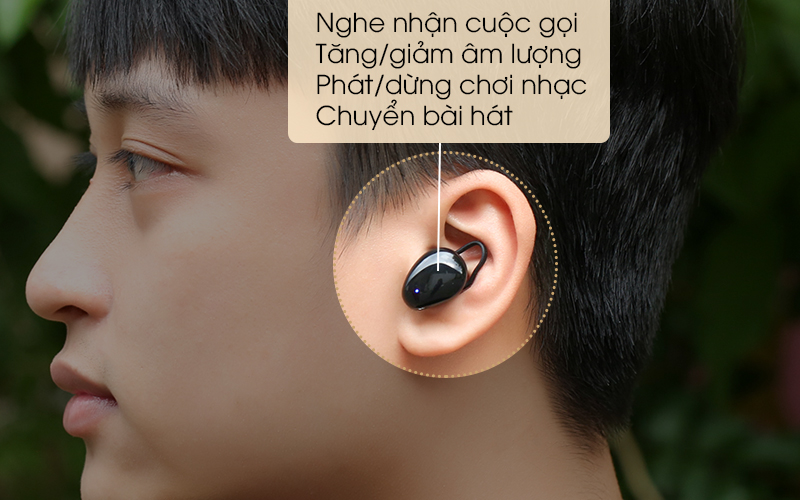 Nghe nhận cuộc gọi
Tăng/giảm âm lượng
Phát/dừng chơi nhạc
Chuyển bài hát